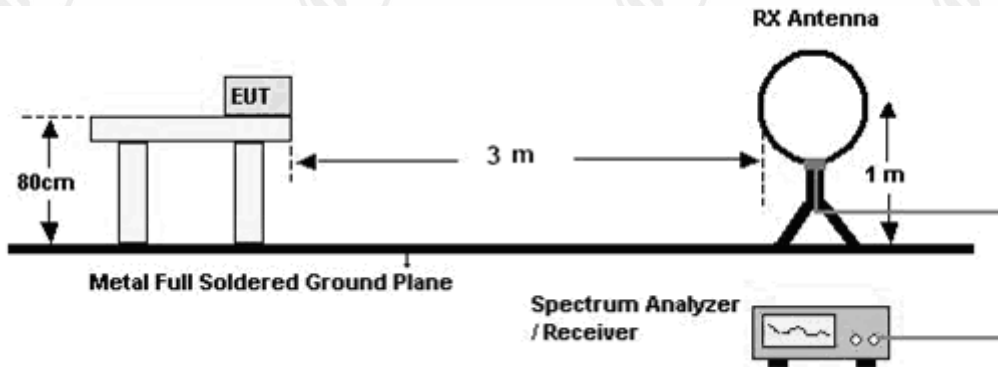 RX Antenna
EUT
80cm
3 m
1 m
Metal Full Soldered Ground Plane
Spectrum Analyzer
/ Receiver